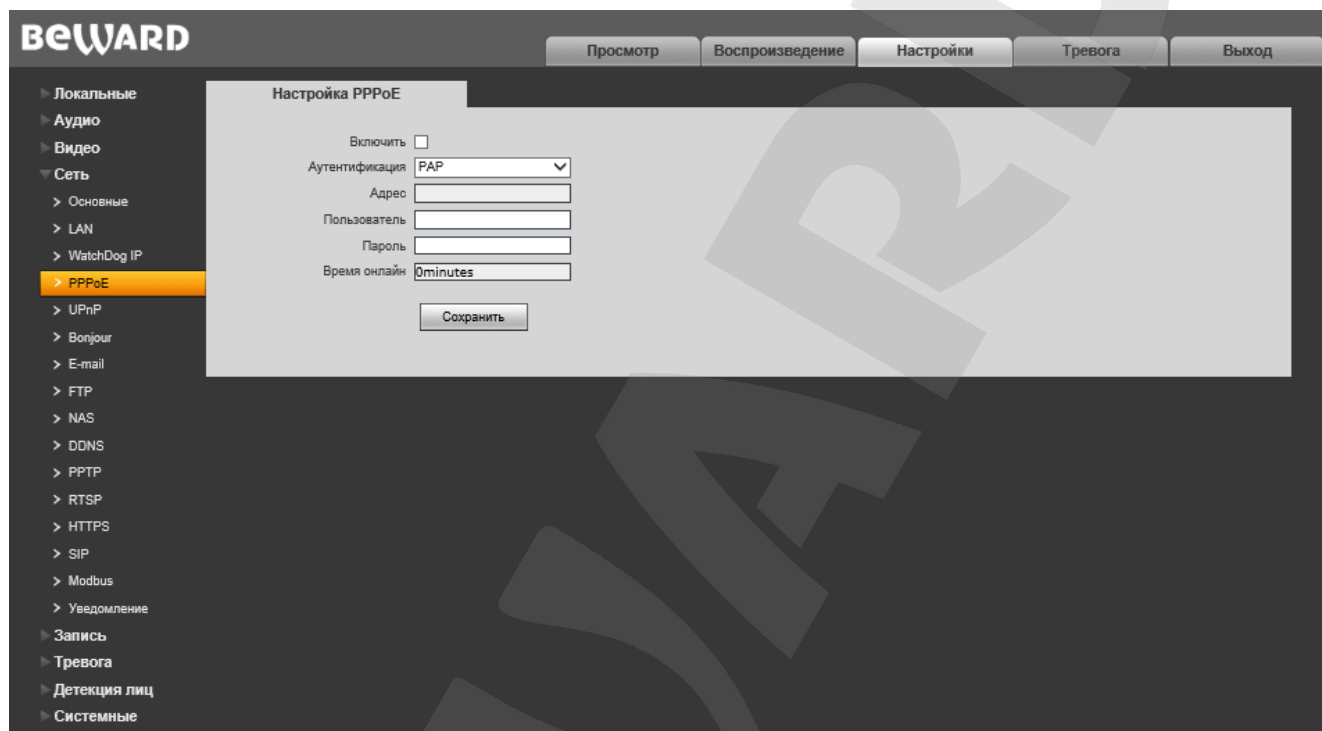 BEWARD
Просмотр Воспроизведение Настройки Тревога Выход
Локальные
Аудио
Видео
Сеть
Основные
LAN
WatchDog IP
PPPoE
UPnP
Bonjour
E-mail
FTP
NAS
DDNS
PPTP
RTSP
HTTPS
SIP
Modbus
Уведомление
Запись
Тревога
Детекция лиц
Системные
Настройка PPPoE
Включить
Аутентификация PAP
Адрес
Пользователь
Пароль
Время онлайн 0minutes
Сохранить